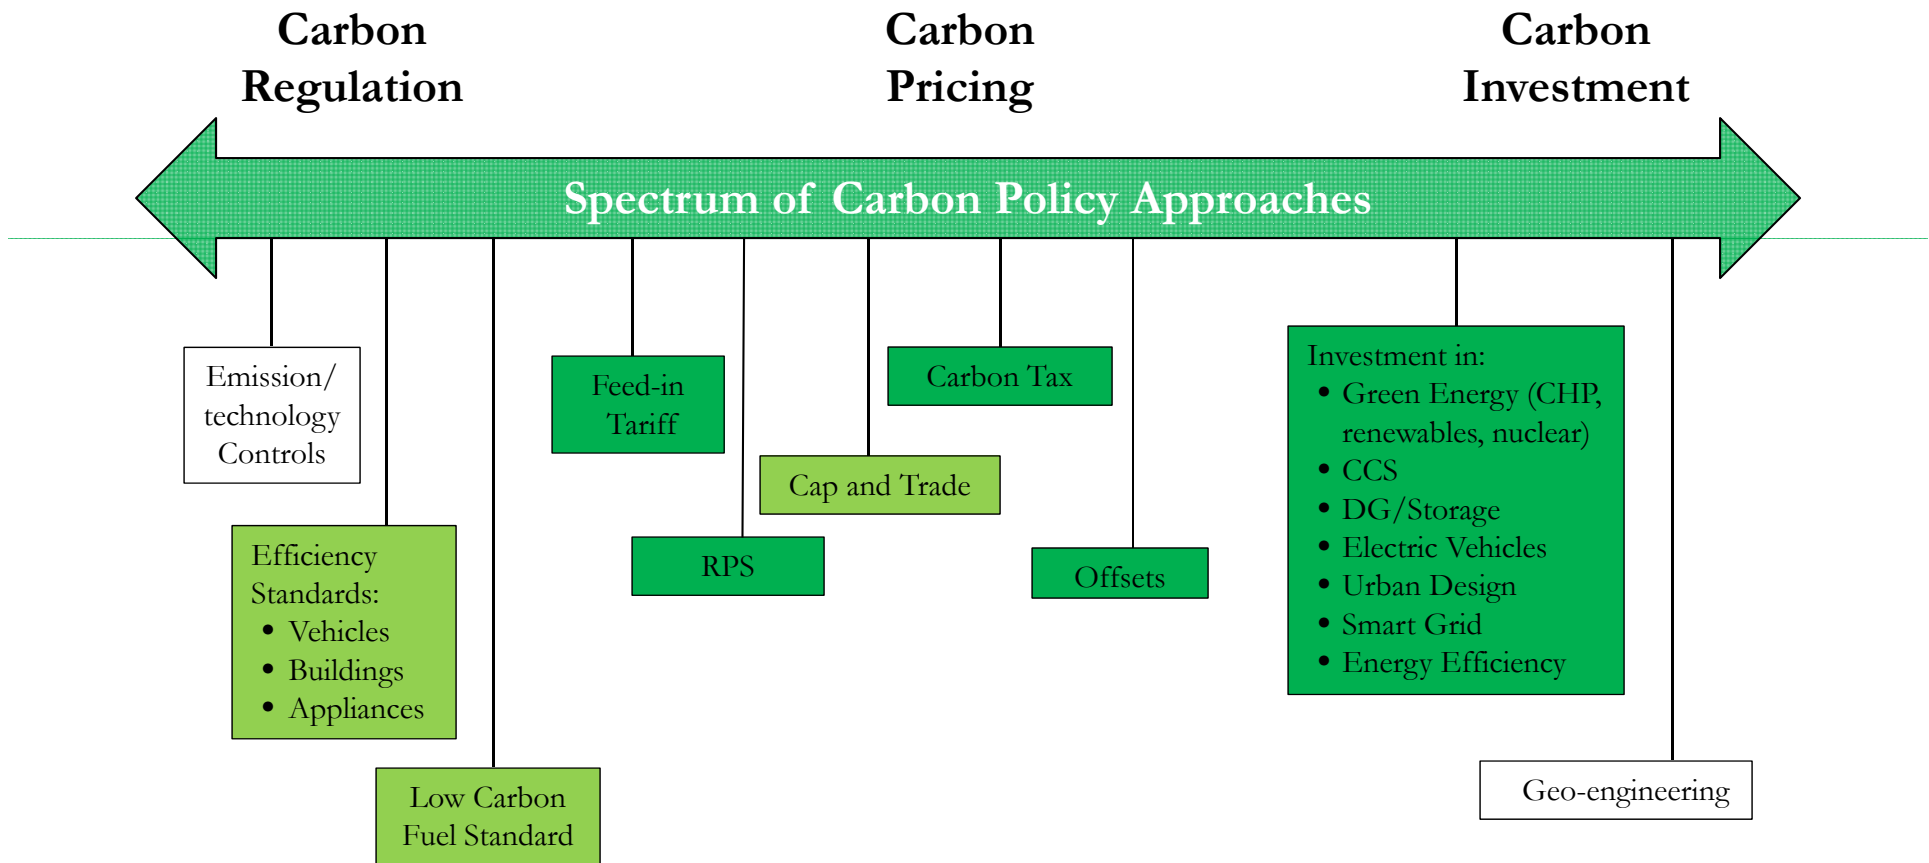 Carbon
Regulation
Carbon
Pricing
Carbon
Investment
Spectrum of Carbon Policy Approaches
Emission/
technology
Controls
Efficiency
Standards:
• Vehicles
• Buildings
• Appliances
Low Carbon
Fuel Standard
Feed-in
Tariff
RPS
Cap and Trade
Carbon Tax
Offsets
Investment in:
• Green Energy (CHP,
renewables, nuclear)
• CCS
• DG/Storage
• Electric Vehicles
• Urban Design
• Smart Grid
• Energy Efficiency
Geo-engineering